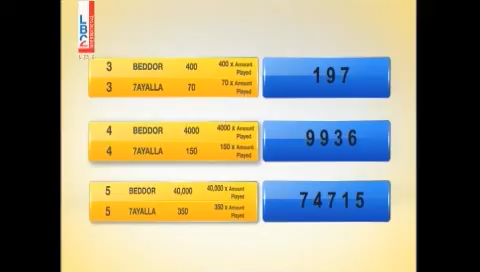 LBC
3 BEDDOR 400 400 x Amount Played
3 7AYALLA 70 70 x Amount Played
197
4 BEDDOR 4000 4000 x Amount Played
4 7AYALLA 150 150 x Amount Played
9936
5 BEDDOR 40,000 40,000 x Amount Played
5 7AYALLA 350 350 x Amount Played
74715